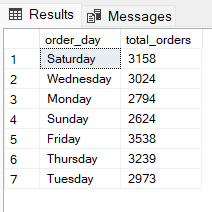 Results Messages
order_day total_orders
1 Saturday 3158
2 Wednesday 3024
3 Monday 2794
4 Sunday 2624
5 Friday 3538
6 Thursday 3239
7 Tuesday 2973